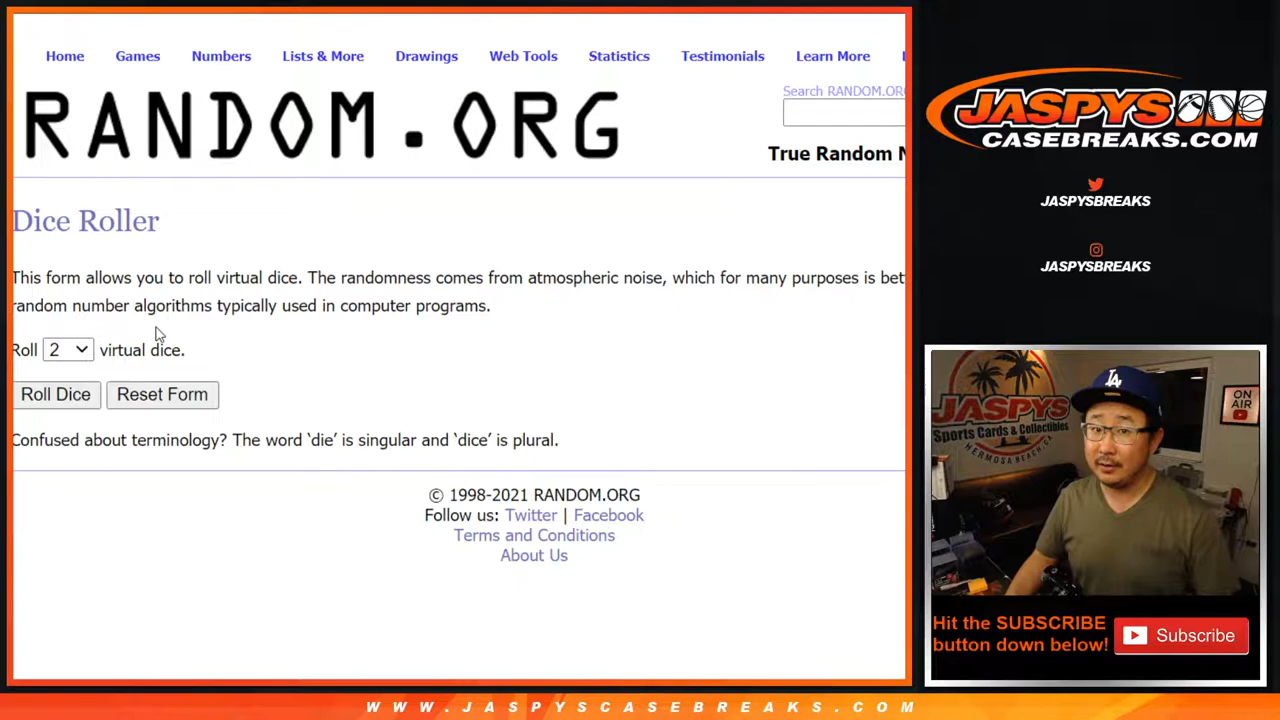 Home Games Numbers Lists & More Drawings Web Tools Statistics Testimonials Learn More
RANDOM.ORG
Search RANDOM.ORG
True Random N
Dice Roller
This form allows you to roll virtual dice. The randomness comes from atmospheric noise, which for many purposes is bet
random number algorithms typically used in computer programs.
Roll 2 virtual dice.
Roll Dice Reset Form
Confused about terminology? The word 'die' is singular and 'dice' is plural.
© 1998-2021 RANDOM.ORG
Follow us: Twitter | Facebook
Terms and Conditions
About Us
JASPYS
CASEBREAKS.COM
JASPYSBREAKS
JASPYSBREAKS
JASPYS
Sports Cards & Collectibles
HERMOSA BEACH, CA
LA
ON
AIR
Hit the SUBSCRIBE
button down below!
Subscribe
WWW.JASPYSCASEBREAKS.COM